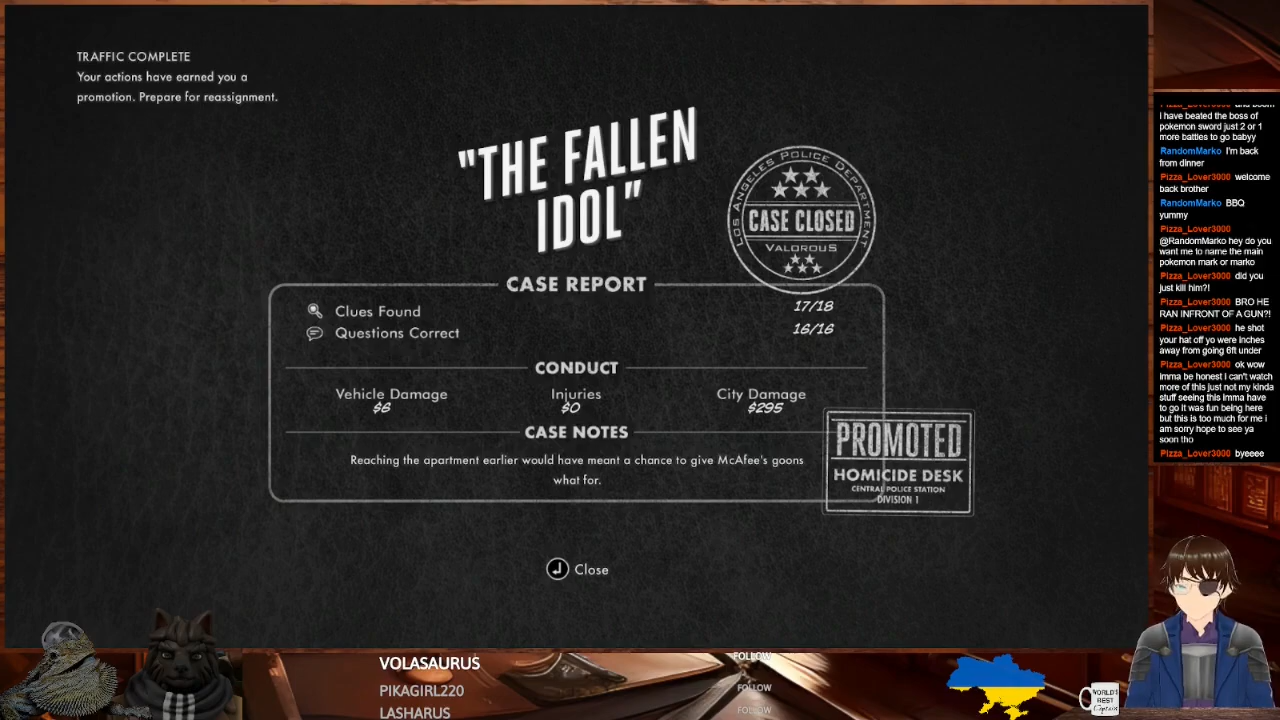 TRAFFIC COMPLETE
Your actions have earned you a
promotion. Prepare for reassignment.
"THE FALLEN
IDOL"
LOS ANGELES POLICE DEPARTMENT
CASE CLOSED
VALOROUS
CASE REPORT
Clues Found 17/18
Questions Correct 16/16
CONDUCT
Vehicle Damage Injuries City Damage
$6 $0 $295
CASE NOTES
Reaching the apartment earlier would have meant a chance to give McAfee's goons
what for.
PROMOTED
HOMICIDE DESK
CENTRAL POLICE STATION
DIVISION 1
Close
Pizza_Lover3000 and boom
i have beated the boss of
pokemon sword just 2 or 1
more battles to go babyy
RandomMarko I'm back
from dinner
Pizza_Lover3000 welcome
back brother
RandomMarko BBQ
yummy
Pizza_Lover3000
@RandomMarko hey do you
want me to name the main
pokemon mark or marko
Pizza_Lover3000 did you
just kill him?!
Pizza_Lover3000 BRO HE
RAN INFRONT OF A GUN?!
Pizza_Lover3000 he shot
your hat off yo were inches
away from going 6ft under
Pizza_Lover3000 ok wow
imma be honest I can't watch
more of this just not my kinda
stuff seeing this imma have
to go it was fun being here
but this is too much for me i
am sorry hope to see ya
soon tho
Pizza_Lover3000 byeeee
VOLASAURUS FOLLOW
PIKAGIRL220 FOLLOW
LASHARUS FOLLOW
WORLD'S
BEST